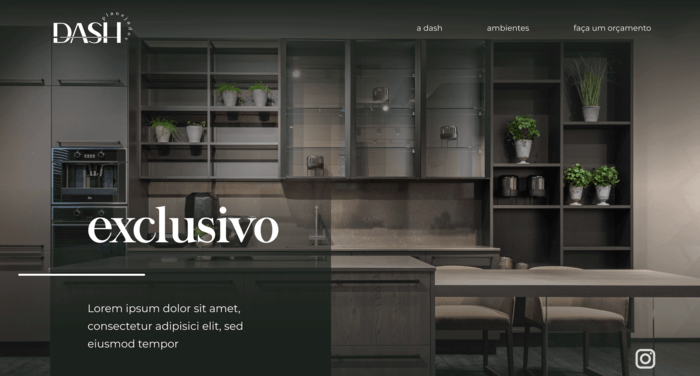 DASH
planejados
a dash
ambientes
faça um orçamento
exclusivo
Lorem ipsum dolor sit amet,
consectetur adipisici elit, sed
eiusmod tempor